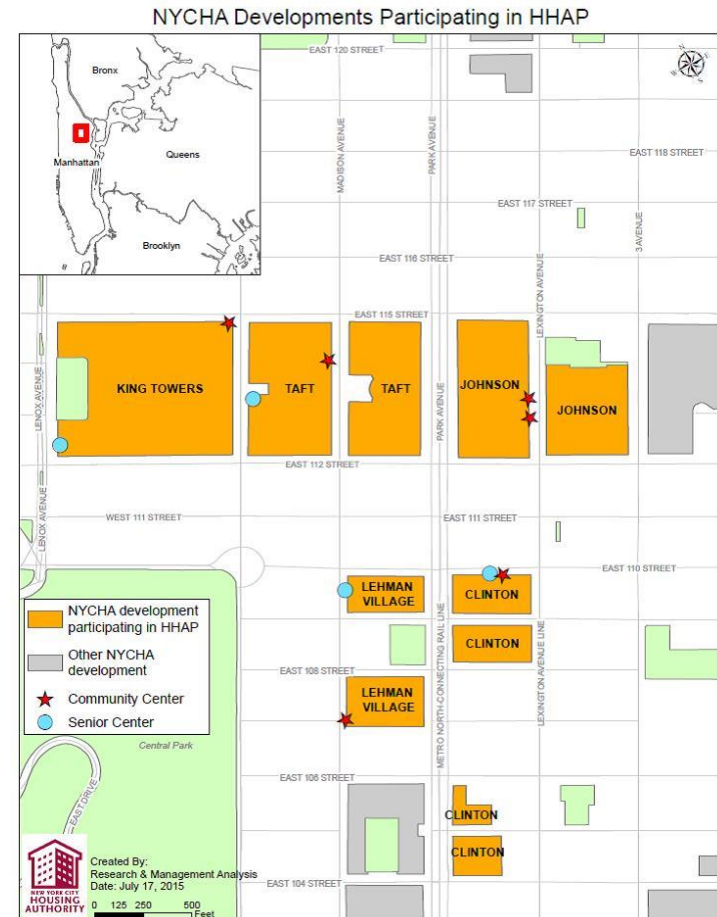 NYCHA Developments Participating in HHAP
Bronx
Manhattan
Queens
Brooklyn
EAST 120 STREET
N
E
S
W
MADISON AVENUE
PARK AVENUE
EAST 118 STREET
EAST 117 STREET
3 AVENUE
EAST 116 STREET
LEXINGTON AVENUE
EAST 115 STREET
LENOX AVENUE
KING TOWERS
TAFT
TAFT
JOHNSON
JOHNSON
PARK AVENUE
EAST 112 STREET
WEST 111 STREET
EAST 111 STREET
LENOX AVENUE
EAST 110 STREET
LEHMAN
VILLAGE
CLINTON
CLINTON
METRO NORTH-CONNECTING RAIL LINE
LEXINGTON AVENUE LINE
EAST 108 STREET
LEHMAN
VILLAGE
NYCHA development
participating in HHAP
Other NYCHA
development
Community Center
Senior Center
Central Park
EAST DRIVE
EAST 106 STREET
CLINTON
CLINTON
EAST 104 STREET
NEW YORK CITY
HOUSING
AUTHORITY
Created By:
Research & Management Analysis
Date: July 17, 2015
0 125 250 500
Feet